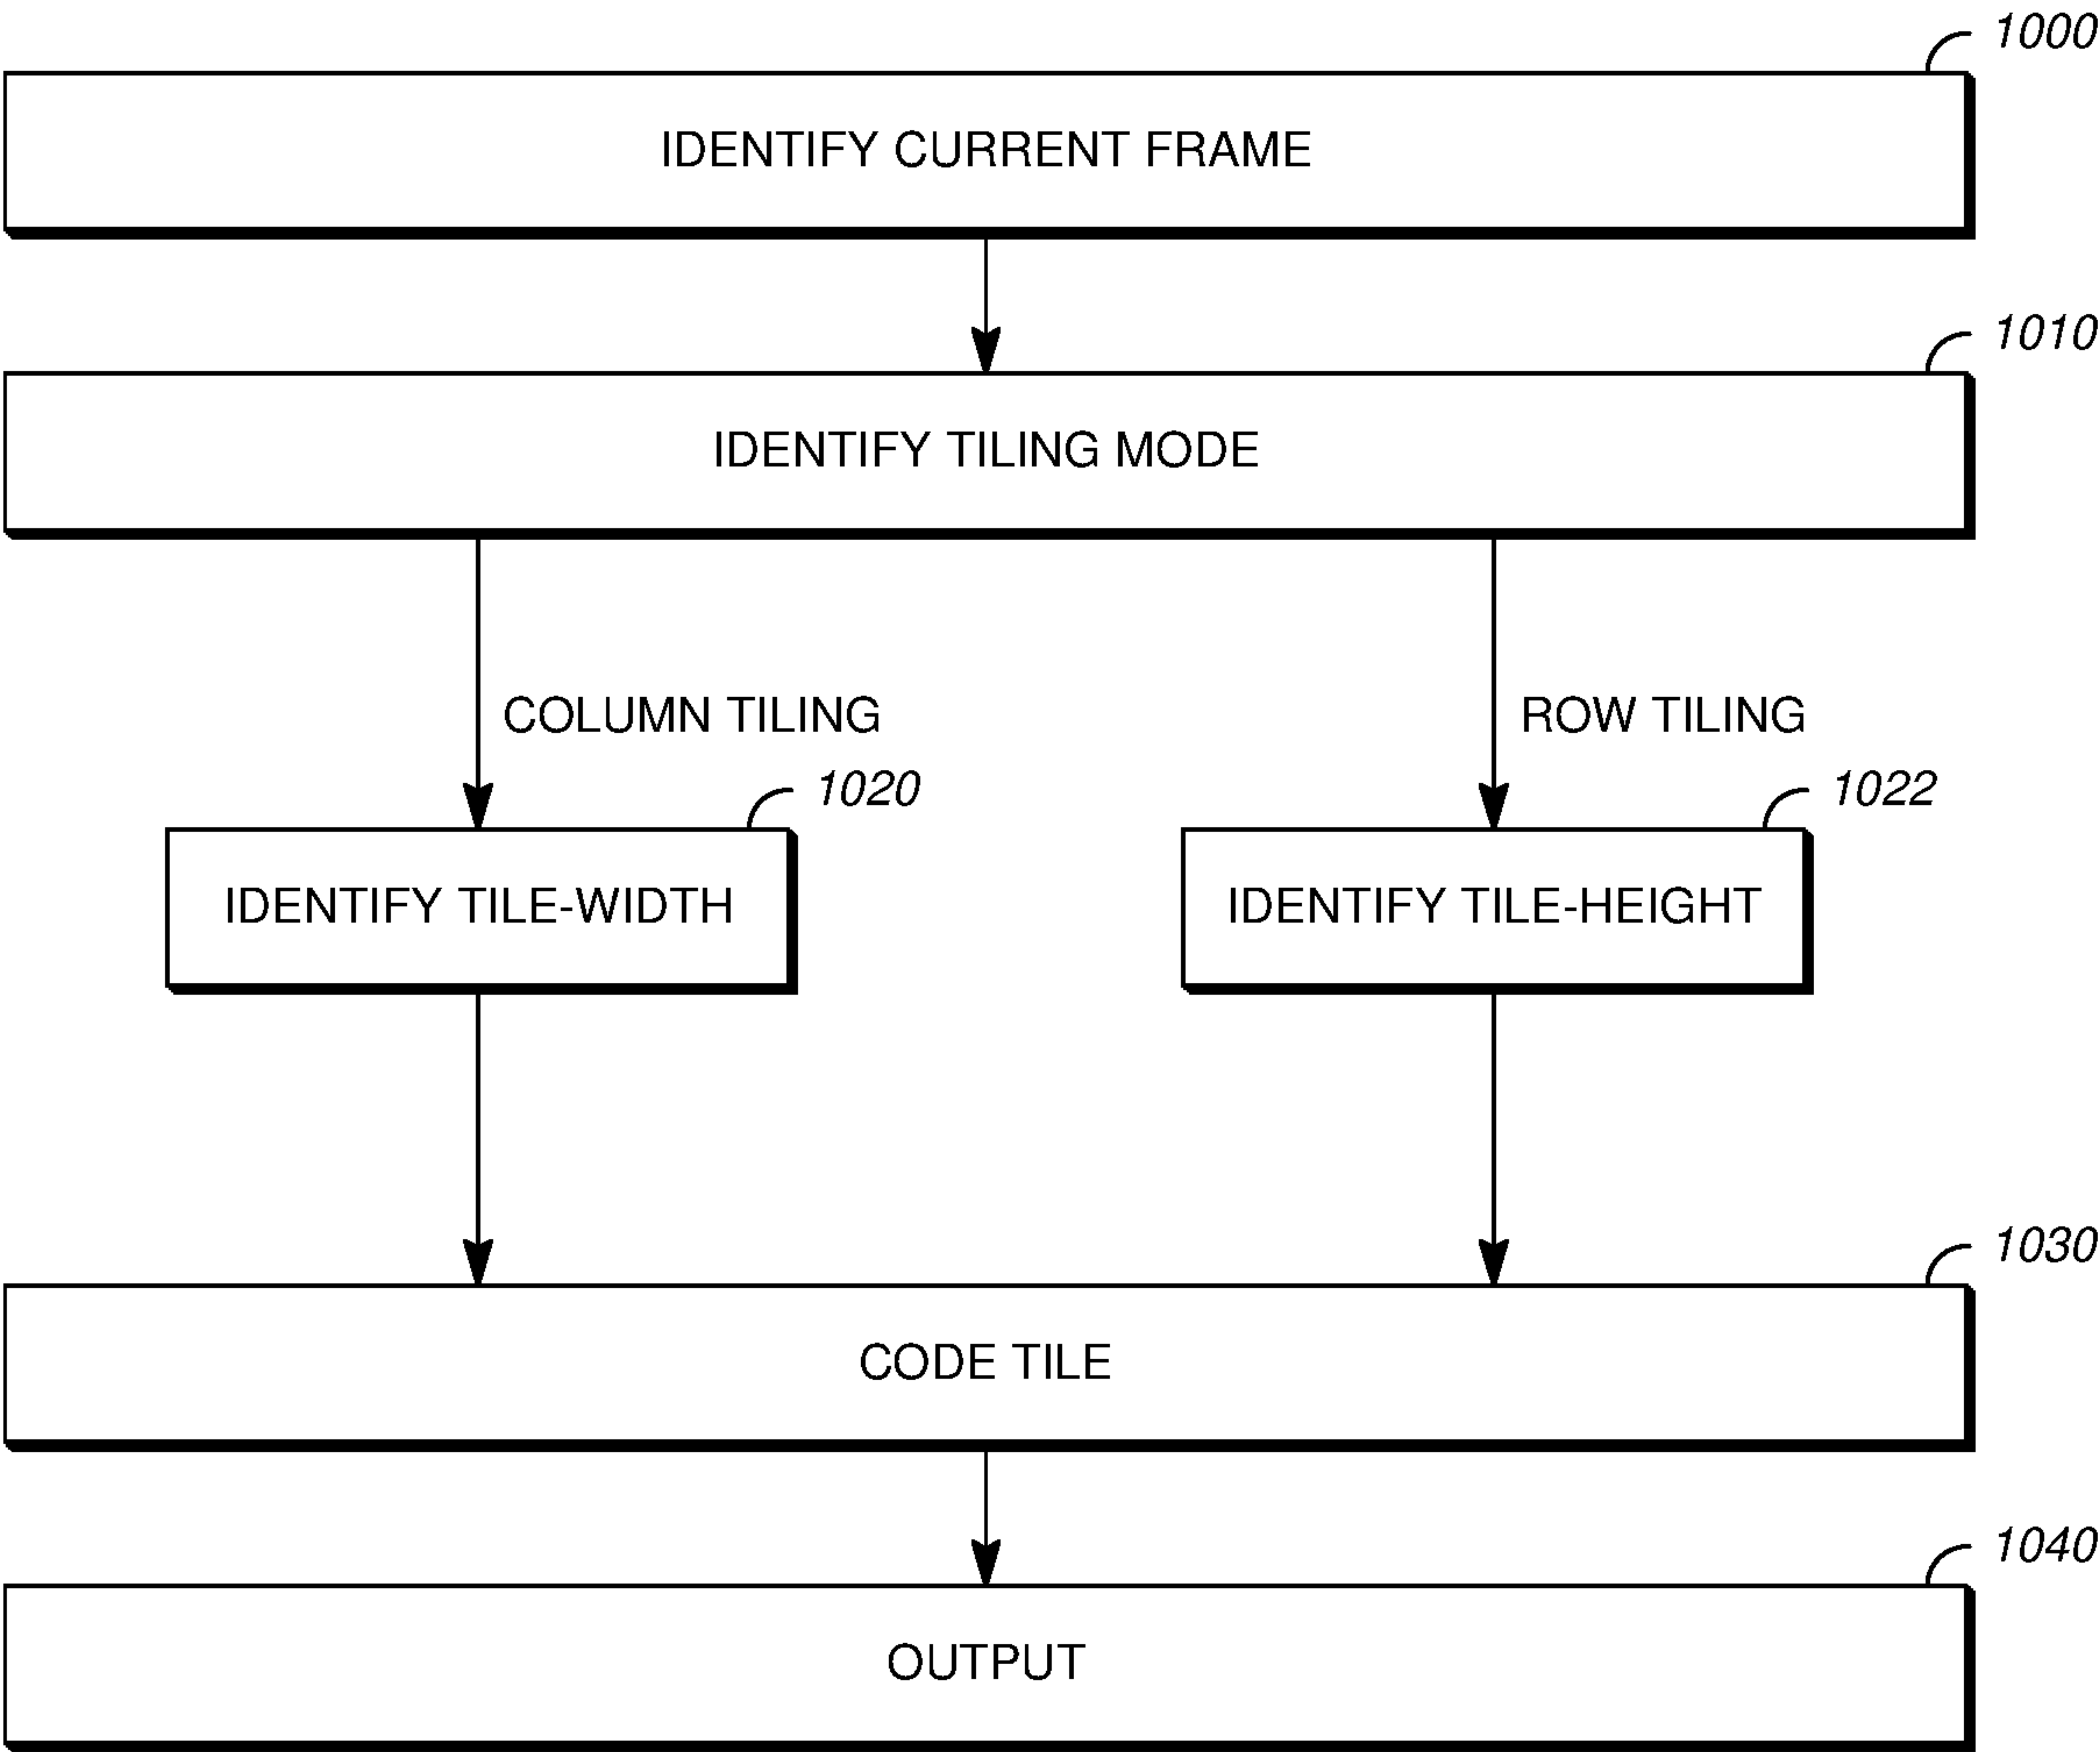 1000
IDENTIFY CURRENT FRAME
1010
IDENTIFY TILING MODE
COLUMN TILING
ROW TILING
1020
1022
IDENTIFY TILE-WIDTH
IDENTIFY TILE-HEIGHT
1030
CODE TILE
1040
OUTPUT